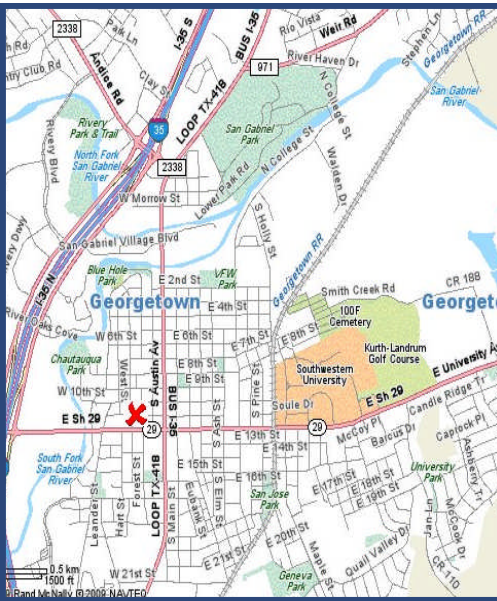 2338
Park Ln
Rio Vista
Weir Rd
Stephen Ln
Georgetown RR
Andice Rd
I-35 S
BUS I-35
971
River Haven Dr
Clay St
LOOP TX-418
N College St
San Gabriel
River
Rivery
Park & Trail
35
San Gabriel
Park
Rivery Blvd
North Fork
San Gabriel
River
2338
N College St
Walden Dr
Lower Park Rd
W Morrow St
S Holly St
San Gabriel Village Blvd
Georgetown RR
Rivery Drwy
I-35 N
Blue Hole
Park
E 2nd St
VFW
Park
Smith Creek Rd
CR 188
Georgetown
E 4th St
100F
Cemetery
River Oaks Cove
W 6th St
E 7th St
E 8th St
Kurth-Landrum
Golf Course
Chautauqua
Park
S Austin Av
E 8th St
E 9th St
Southwestern
University
E University Av
West St
W 10th St
BUS I-35
S Pine St
Soule Dr
E Sh 29
Candle Ridge Tr
E Sh 29
29
S Ash St
E 13th St
29
McCoy Pl
Barcus Dr
Caprock Pl
E 14th St
South Fork
San Gabriel
River
Leander St
Hart St
Forest St
LOOP TX-418
S Main St
E 15th St
S Elm St
E 16th St
Eubank St
San Jose
Park
E 17th St
E 18th St
E 19th St
University
Park
Ashberry Tr
Jan Ln
McCook Dr
E 20th St
E 21st St
Quail Valley Dr
Maple St
CR-110
W 21st St
Geneva
Park
0.5 km
1500 ft
Rand McNally © 2009 NAVTEQ